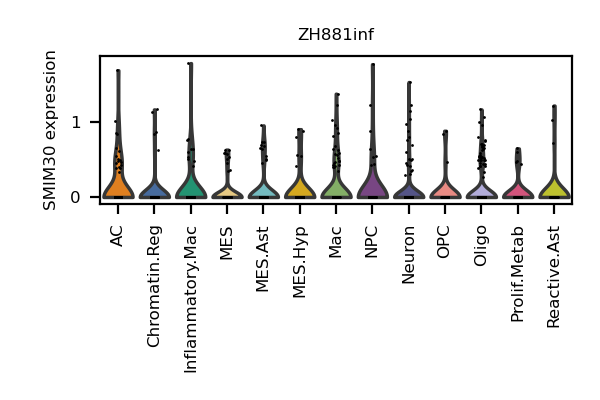 ZH881inf
SMIM30 expression
1
0
AC
Chromatin.Reg
Inflammatory.Mac
MES
MES.Ast
MES.Hyp
Mac
NPC
Neuron
OPC
Oligo
Prolif.Metab
Reactive.Ast